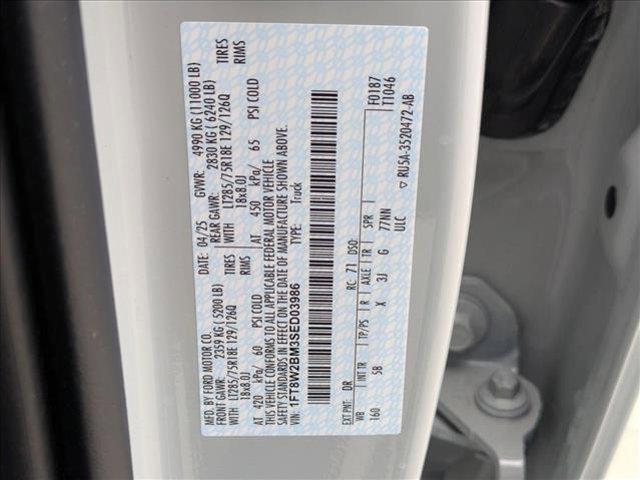 MFD. BY FORD MOTOR CO.
DATE: 04/25 GVWR: 4990 KG (11000 LB)
FRONT GAWR: 2359 KG (5200 LB) REAR GAWR: 2830 KG (6240 LB)
WITH LT285/75R18E 129/126Q TIRES WITH LT285/75R18E 129/126Q TIRES
18x8.0J RIMS 18x8.0J RIMS
AT 420 kPa/ 60 PSI COLD AT 450 kPa/ 65 PSI COLD
THIS VEHICLE CONFORMS TO ALL APPLICABLE FEDERAL MOTOR VEHICLE
SAFETY STANDARDS IN EFFECT ON THE DATE OF MANUFACTURE SHOWN ABOVE.
VIN: 1FT8W2BM3SED03986 TYPE: Truck
EXT PNT: DR RC: 71 DSO: F0187
WB INT TR TP/PS R AXLE TR SPR T1046
160 5B X 3J G 77NN
ULC
RU5A-3520472-AB